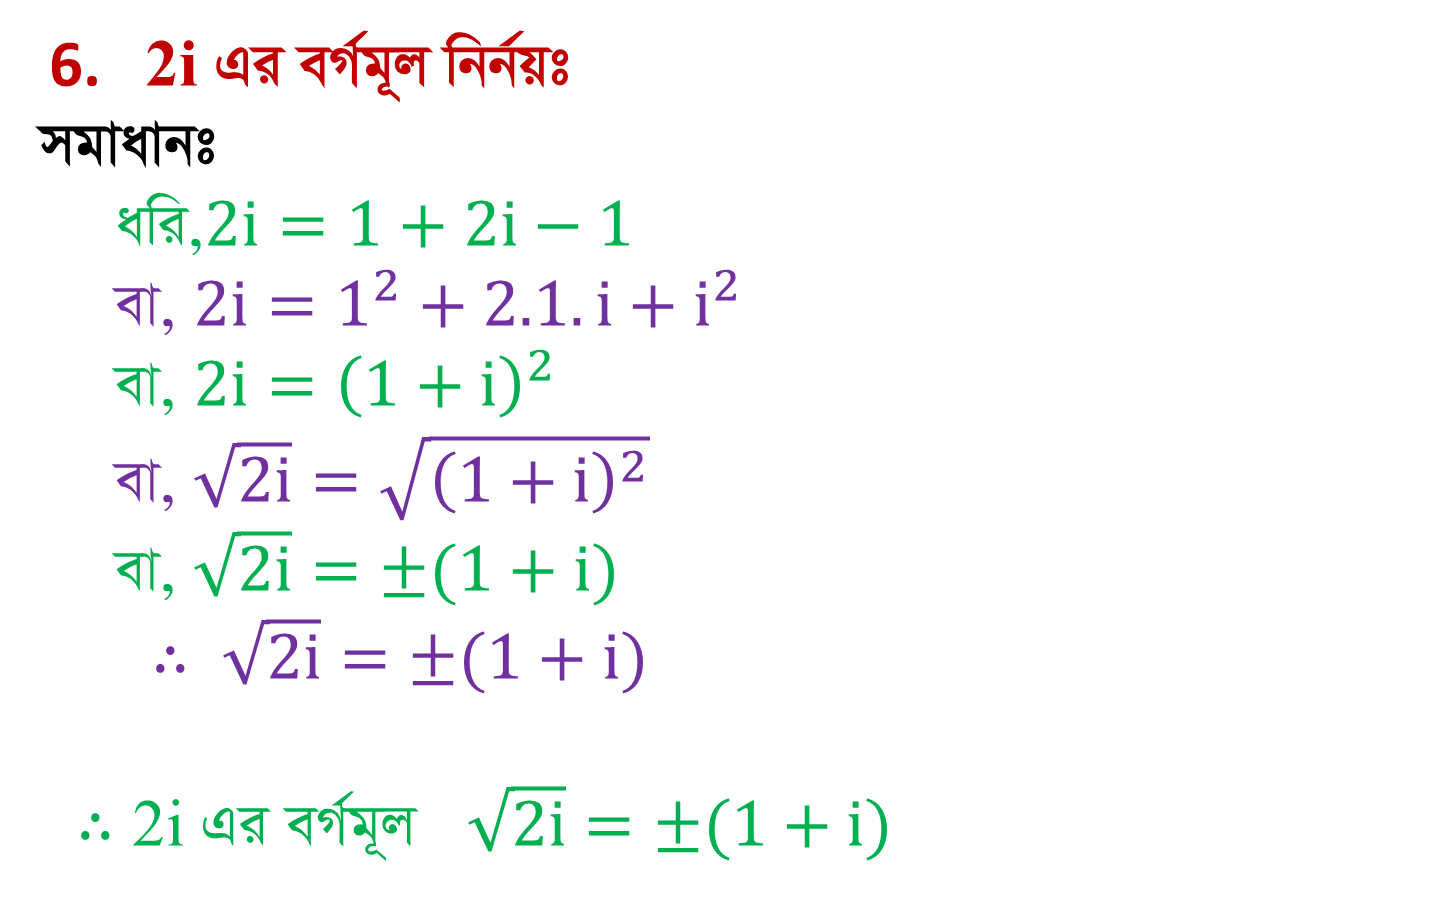 6. 2i এর বর্গমূল নির্নয়ঃ
সমাধানঃ
ধরি,2i = 1 + 2i − 1
বা, 2i = 1² + 2.1. i + i²
বা, 2i = (1 + i)²
বা, √2i = √(1 + i)²
বা, √2i = ±(1 + i)
∴ √2i = ±(1 + i)
∴ 2i এর বর্গমূল √2i = ±(1 + i)